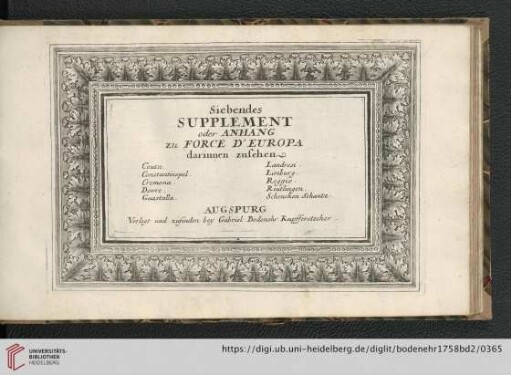 Siebendes
SUPPLEMENT
oder ANHANG
zu FORCE D'EUROPA
darinnen zusehen.
Ceuta. Landresi.
Constantinopel. Limburg.
Cremona. Reggio.
Dovre. Reutlingen.
Guastalla. Schencken Schantz.
AUGSPURG
Verlegt und zufinden bey Gabriel Bodenehr Kupfferstecher.
UNIVERSITÄTS-
BIBLIOTHEK
HEIDELBERG
https://digi.ub.uni-heidelberg.de/diglit/bodenehr1758bd2/0365